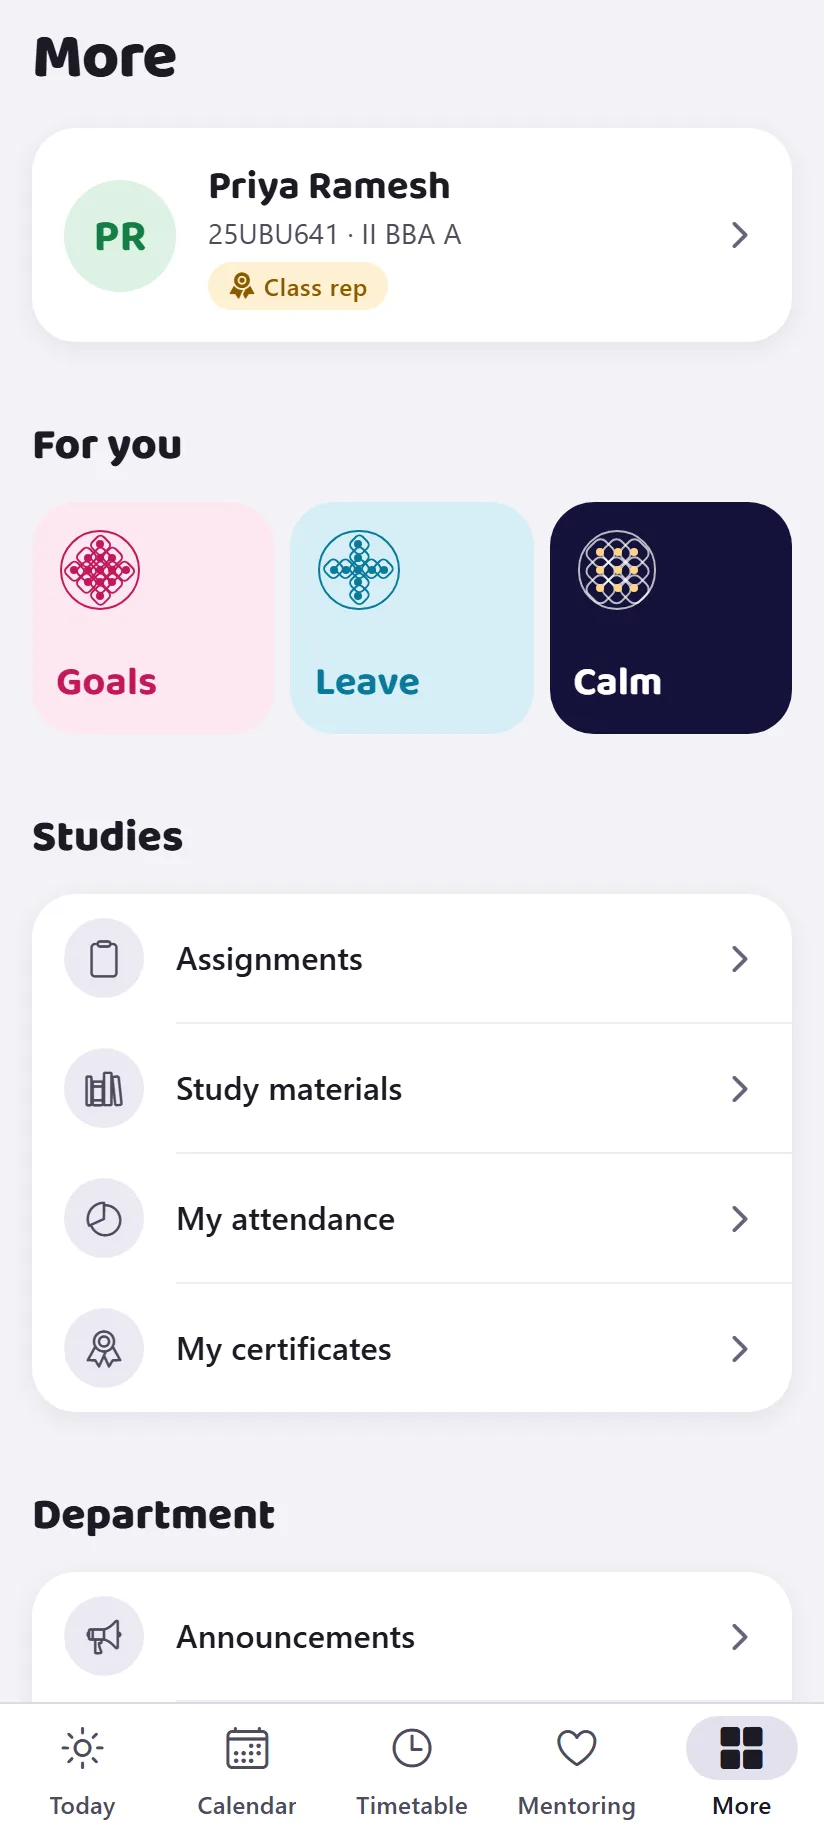 More
PR
Priya Ramesh
25UBU641 · II BBA A
Class rep
For you
Goals
Leave
Calm
Studies
Assignments
Study materials
My attendance
My certificates
Department
Announcements
Today
Calendar
Timetable
Mentoring
More